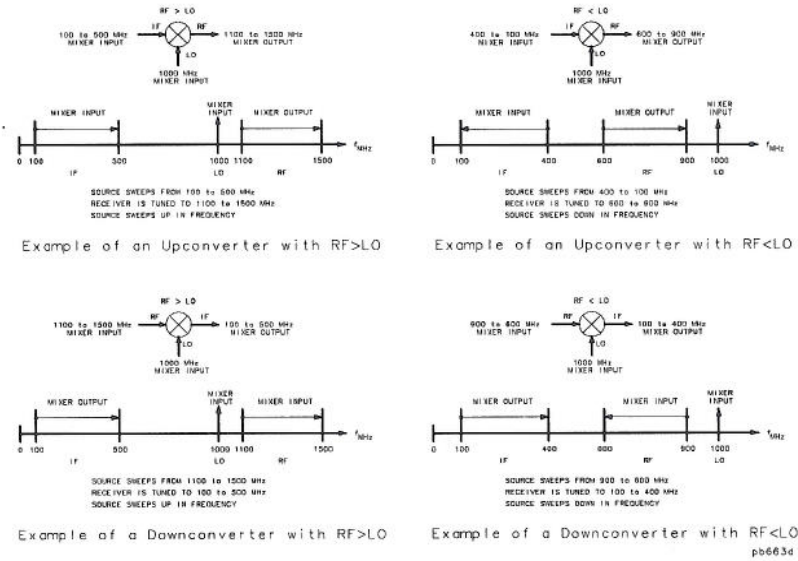 RF > LO
100 to 500 MHz
MIXER INPUT
IF
RF
1100 to 1500 MHz
MIXER OUTPUT
LO
1000 MHz
MIXER INPUT
MIXER INPUT
MIXER INPUT
MIXER OUTPUT
0 100 500 1000 1100 1500 fMHz
IF LO RF
SOURCE SWEEPS FROM 100 to 500 MHz
RECEIVER IS TUNED TO 1100 to 1500 MHz
SOURCE SWEEPS UP IN FREQUENCY
Example of an Upconverter with RF>LO
RF < LO
400 to 100 MHz
MIXER INPUT
IF
RF
600 to 900 MHz
MIXER OUTPUT
LO
1000 MHz
MIXER INPUT
MIXER INPUT
MIXER OUTPUT
MIXER INPUT
0 100 400 600 900 1000 fMHz
IF RF LO
SOURCE SWEEPS FROM 400 to 100 MHz
RECEIVER IS TUNED TO 600 to 900 MHz
SOURCE SWEEPS DOWN IN FREQUENCY
Example of an Upconverter with RF<LO
RF > LO
1100 to 1500 MHz
MIXER INPUT
RF
IF
100 to 500 MHz
MIXER OUTPUT
LO
1000 MHz
MIXER INPUT
MIXER OUTPUT
MIXER INPUT
MIXER INPUT
0 100 500 1000 1100 1500 fMHz
IF LO RF
SOURCE SWEEPS FROM 1100 to 1500 MHz
RECEIVER IS TUNED TO 100 to 500 MHz
SOURCE SWEEPS UP IN FREQUENCY
Example of a Downconverter with RF>LO
RF < LO
900 to 600 MHz
MIXER INPUT
RF
IF
100 to 400 MHz
MIXER OUTPUT
LO
1000 MHz
MIXER INPUT
MIXER OUTPUT
MIXER INPUT
MIXER INPUT
0 100 400 600 900 1000 fMHz
IF RF LO
SOURCE SWEEPS FROM 900 to 600 MHz
RECEIVER IS TUNED TO 100 to 400 MHz
SOURCE SWEEPS DOWN IN FREQUENCY
Example of a Downconverter with RF<LO
pb663d